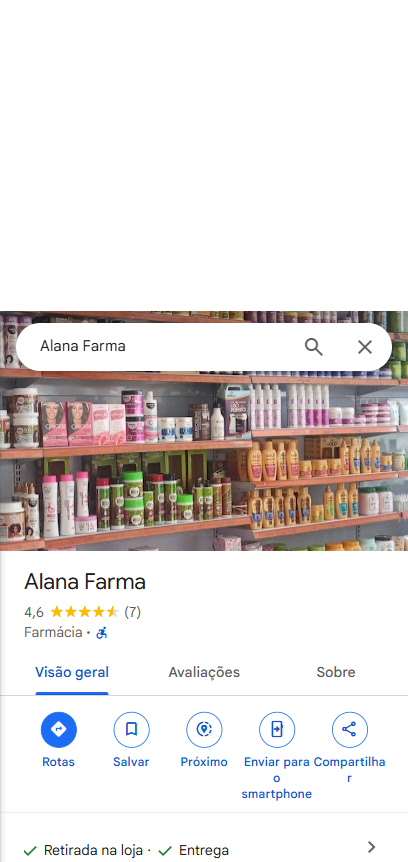 Alana Farma
Alana Farma
4,6 (7)
Farmácia ·
Visão geral Avaliações Sobre
Rotas Salvar Próximo Enviar para o smartphone Compartilhar
Retirada na loja · Entrega